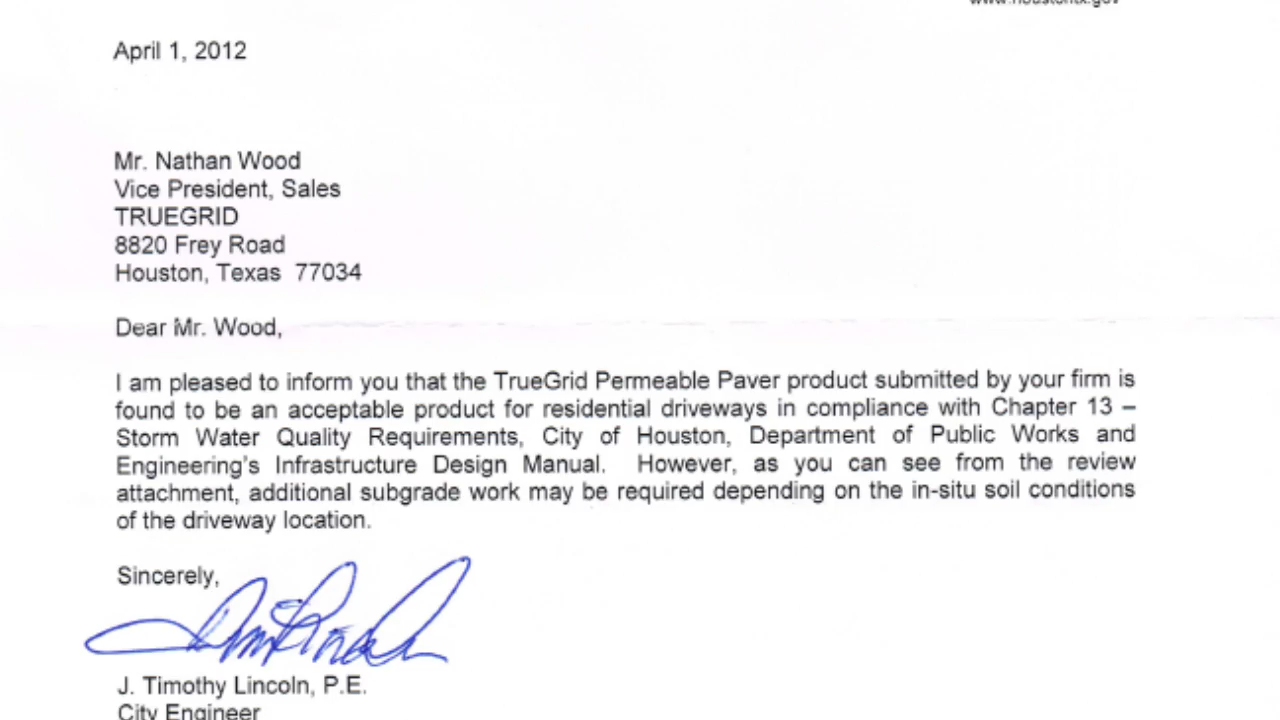 www.houstontx.gov
April 1, 2012
Mr. Nathan Wood
Vice President, Sales
TRUEGRID
8820 Frey Road
Houston, Texas  77034
Dear Mr. Wood,
I am pleased to inform you that the TrueGrid Permeable Paver product submitted by your firm is
found to be an acceptable product for residential driveways in compliance with Chapter 13 –
Storm Water Quality Requirements, City of Houston, Department of Public Works and
Engineering's Infrastructure Design Manual.  However, as you can see from the review
attachment, additional subgrade work may be required depending on the in-situ soil conditions
of the driveway location.
Sincerely,
J. Timothy Lincoln, P.E.
City Engineer